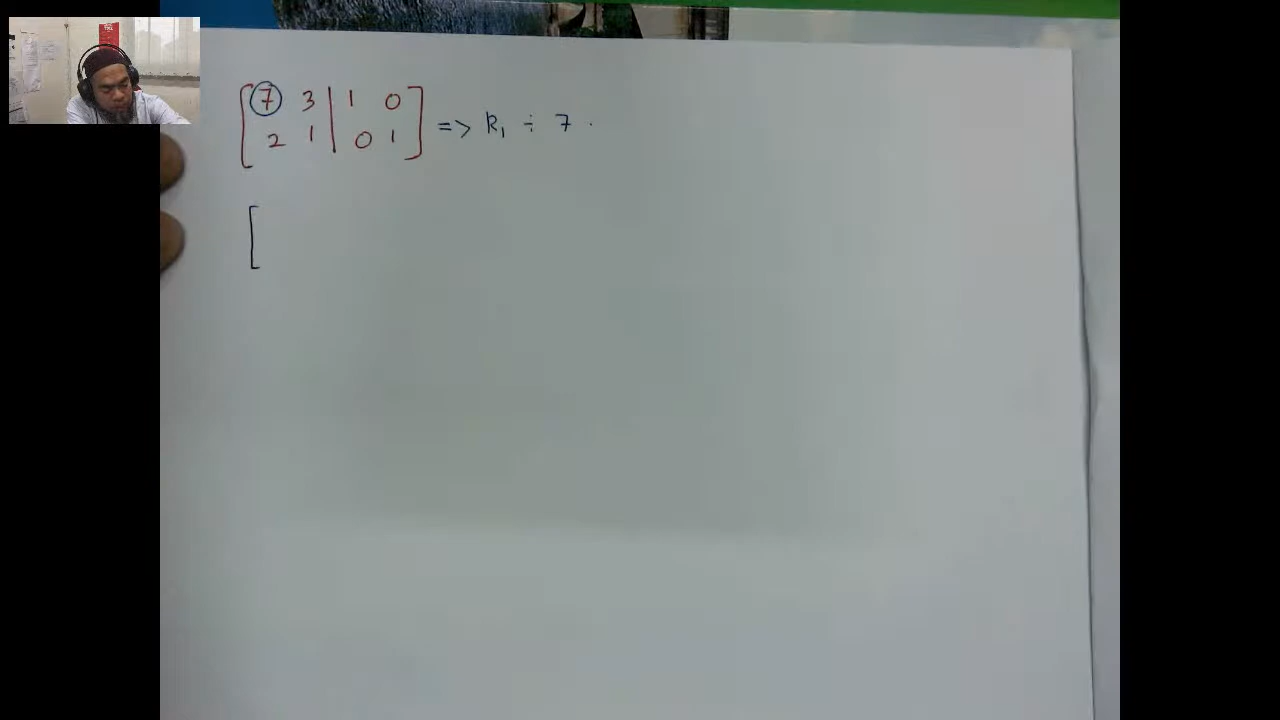 [ 7 3 | 1 0 ] => R₁ ÷ 7 .
[ 2 1 | 0 1 ]
[